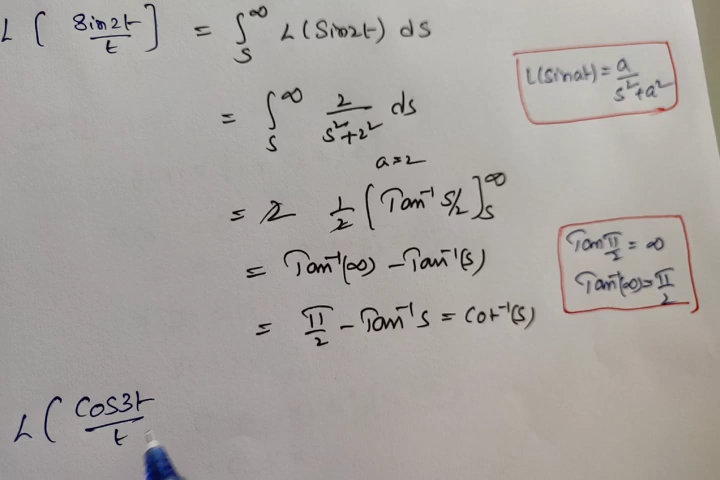 L [ Sin2t/t ] = ∫_S^∞ L(Sin2t) ds
L(sinat) = a/(s²+a²)
= ∫_S^∞ 2/(s²+2²) ds
a=2
= 2 1/2 [Tan⁻¹ S/2]_S^∞
Tan π/2 = ∞
= Tan⁻¹(∞) - Tan⁻¹(s)
Tan⁻¹(∞) = π/2
= π/2 - Tan⁻¹ s = Cot⁻¹(s)
L( Cos3t/t